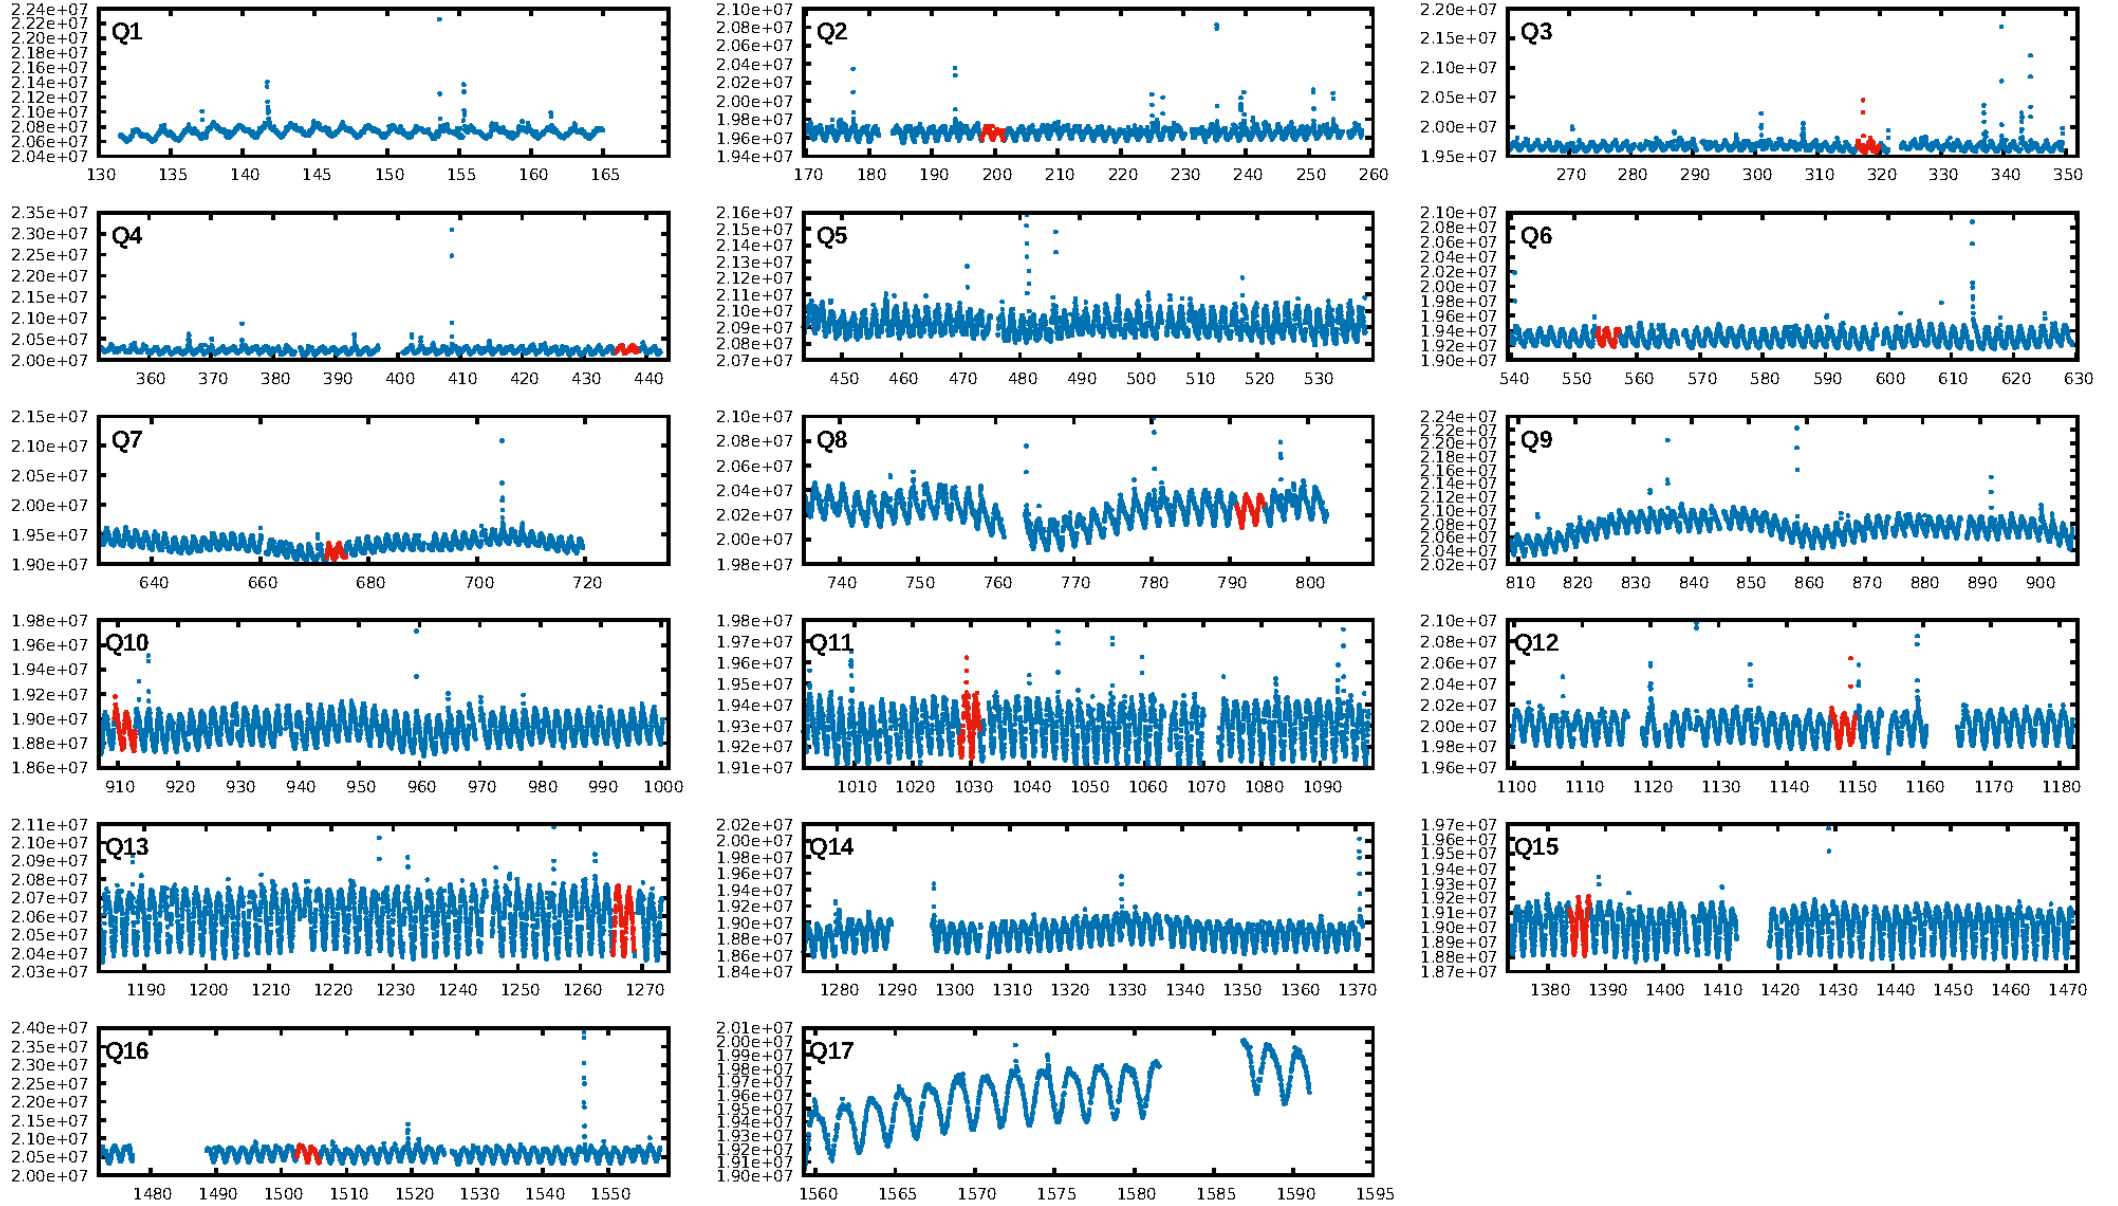 2.24e+07
2.22e+07
2.20e+07
2.18e+07
2.16e+07
2.14e+07
2.12e+07
2.10e+07
2.08e+07
2.06e+07
2.04e+07
Q1
130 135 140 145 150 155 160 165
2.10e+07
2.08e+07
2.06e+07
2.04e+07
2.02e+07
2.00e+07
1.98e+07
1.96e+07
1.94e+07
Q2
170 180 190 200 210 220 230 240 250 260
2.20e+07
2.15e+07
2.10e+07
2.05e+07
2.00e+07
1.95e+07
Q3
270 280 290 300 310 320 330 340 350
2.35e+07
2.30e+07
2.25e+07
2.20e+07
2.15e+07
2.10e+07
2.05e+07
2.00e+07
Q4
360 370 380 390 400 410 420 430 440
2.16e+07
2.15e+07
2.14e+07
2.13e+07
2.12e+07
2.11e+07
2.10e+07
2.09e+07
2.08e+07
2.07e+07
Q5
450 460 470 480 490 500 510 520 530
2.10e+07
2.08e+07
2.06e+07
2.04e+07
2.02e+07
2.00e+07
1.98e+07
1.96e+07
1.94e+07
1.92e+07
1.90e+07
Q6
540 550 560 570 580 590 600 610 620 630
2.15e+07
2.10e+07
2.05e+07
2.00e+07
1.95e+07
1.90e+07
Q7
640 660 680 700 720
2.10e+07
2.08e+07
2.06e+07
2.04e+07
2.02e+07
2.00e+07
1.98e+07
Q8
740 750 760 770 780 790 800
2.24e+07
2.22e+07
2.20e+07
2.18e+07
2.16e+07
2.14e+07
2.12e+07
2.10e+07
2.08e+07
2.06e+07
2.04e+07
2.02e+07
Q9
810 820 830 840 850 860 870 880 890 900
1.98e+07
1.96e+07
1.94e+07
1.92e+07
1.90e+07
1.88e+07
1.86e+07
Q10
910 920 930 940 950 960 970 980 990 1000
1.98e+07
1.97e+07
1.96e+07
1.95e+07
1.94e+07
1.93e+07
1.92e+07
1.91e+07
Q11
1010 1020 1030 1040 1050 1060 1070 1080 1090
2.10e+07
2.08e+07
2.06e+07
2.04e+07
2.02e+07
2.00e+07
1.98e+07
1.96e+07
Q12
1100 1110 1120 1130 1140 1150 1160 1170 1180
2.11e+07
2.10e+07
2.09e+07
2.08e+07
2.07e+07
2.06e+07
2.05e+07
2.04e+07
2.03e+07
Q13
1190 1200 1210 1220 1230 1240 1250 1260 1270
2.02e+07
2.00e+07
1.98e+07
1.96e+07
1.94e+07
1.92e+07
1.90e+07
1.88e+07
1.86e+07
1.84e+07
Q14
1280 1290 1300 1310 1320 1330 1340 1350 1360 1370
1.97e+07
1.96e+07
1.95e+07
1.94e+07
1.93e+07
1.92e+07
1.91e+07
1.90e+07
1.89e+07
1.88e+07
1.87e+07
Q15
1380 1390 1400 1410 1420 1430 1440 1450 1460 1470
2.40e+07
2.35e+07
2.30e+07
2.25e+07
2.20e+07
2.15e+07
2.10e+07
2.05e+07
2.00e+07
Q16
1480 1490 1500 1510 1520 1530 1540 1550
2.01e+07
2.00e+07
1.99e+07
1.98e+07
1.97e+07
1.96e+07
1.95e+07
1.94e+07
1.93e+07
1.92e+07
1.91e+07
1.90e+07
Q17
1560 1565 1570 1575 1580 1585 1590 1595